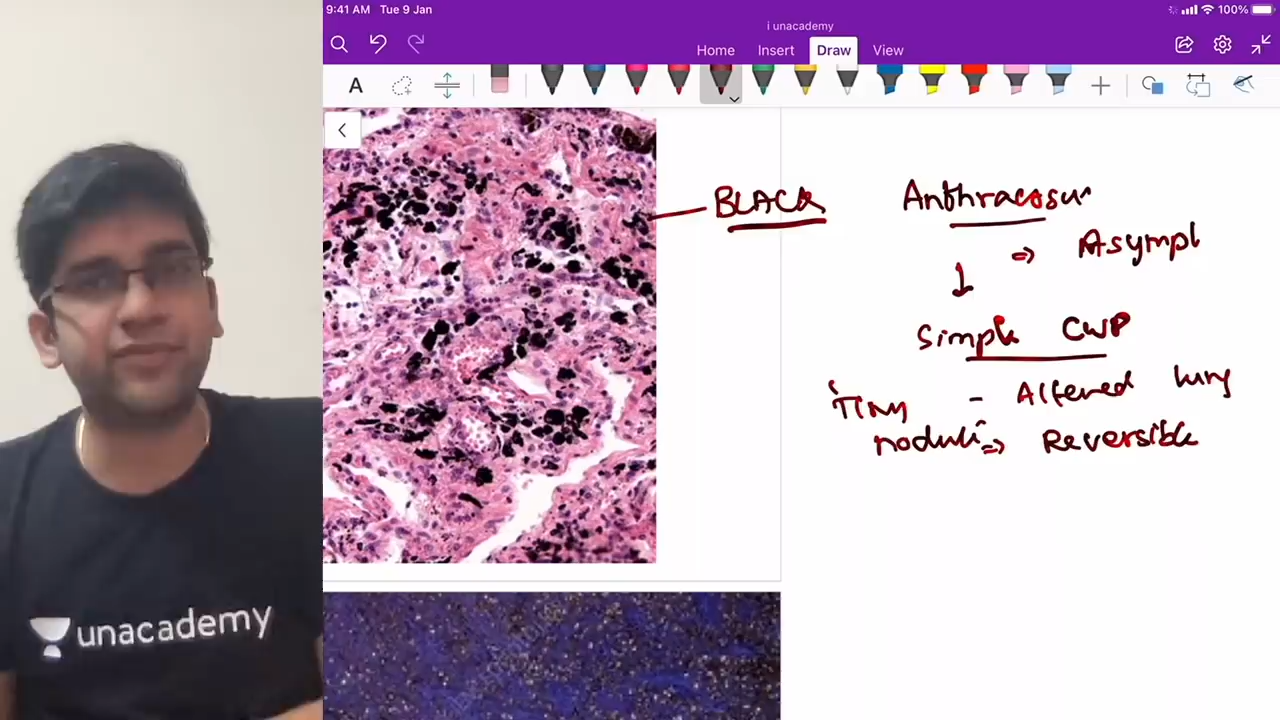 9:41 AM Tue 9 Jan
100%
i unacademy
Home Insert Draw View
A
BLACK
Anthracosis
⇒ Asympt
↓
Simple CWP
Tiny - Altered lung
noduli ⇒ Reversible
unacademy